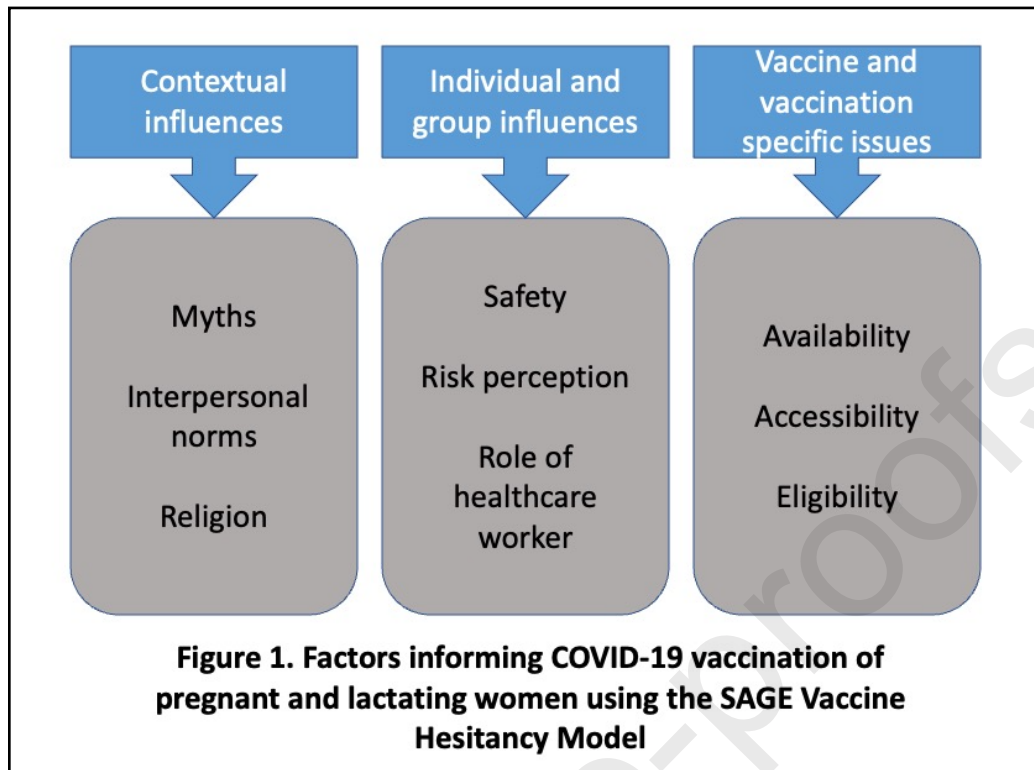 Contextual
influences
Individual and
group influences
Vaccine and
vaccination
specific issues
Myths
Interpersonal
norms
Religion
Safety
Risk perception
Role of
healthcare
worker
Availability
Accessibility
Eligibility
Figure 1. Factors informing COVID-19 vaccination of
pregnant and lactating women using the SAGE Vaccine
Hesitancy Model
-proofs